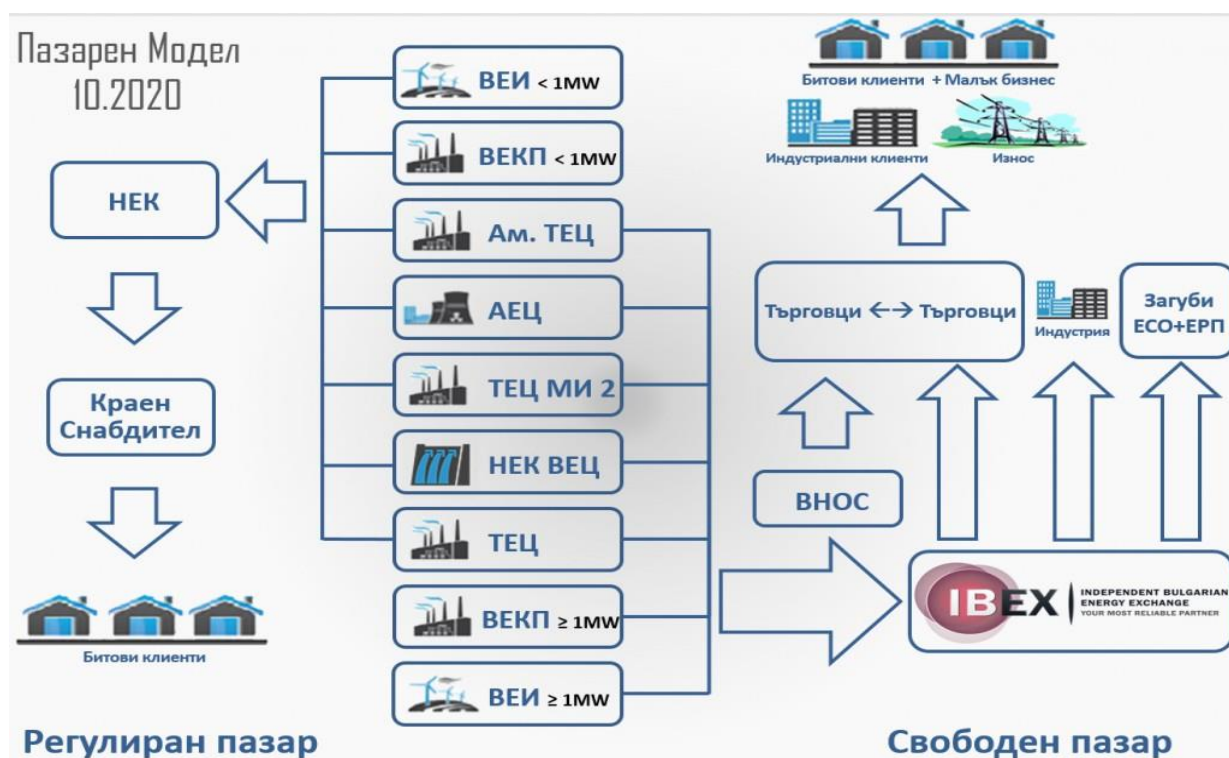 Пазарен Модел
10.2020
НЕК
Краен
Снабдител
Битови клиенти
Регулиран пазар
ВЕИ < 1MW
ВЕКП < 1MW
Ам. ТЕЦ
АЕЦ
ТЕЦ МИ 2
НЕК ВЕЦ
ТЕЦ
ВЕКП ≥ 1MW
ВЕИ ≥ 1MW
Битови клиенти + Малък бизнес
Индустриални клиенти
Износ
Търговци ←→ Търговци
Индустрия
Загуби
ЕСО+ЕРП
ВНОС
IBEX
INDEPENDENT BULGARIAN
ENERGY EXCHANGE
YOUR MOST RELIABLE PARTNER
Свободен пазар